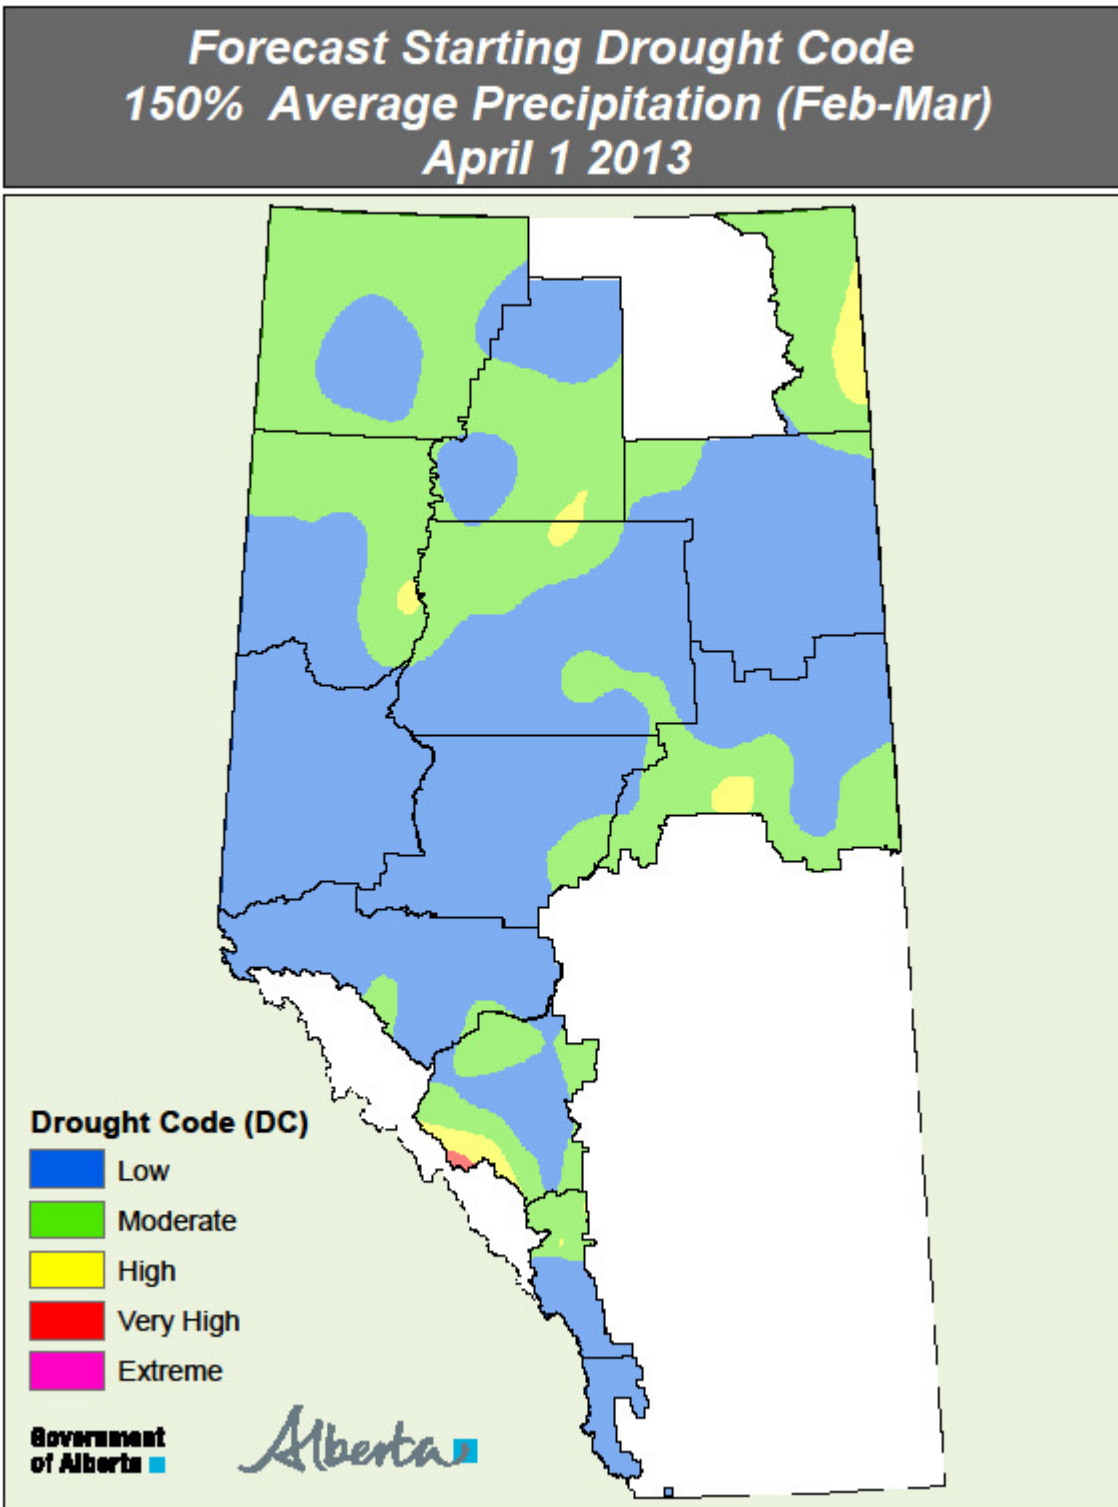 Forecast Starting Drought Code
150% Average Precipitation (Feb-Mar)
April 1 2013
Drought Code (DC)
Low
Moderate
High
Very High
Extreme
Government
of Alberta
Alberta